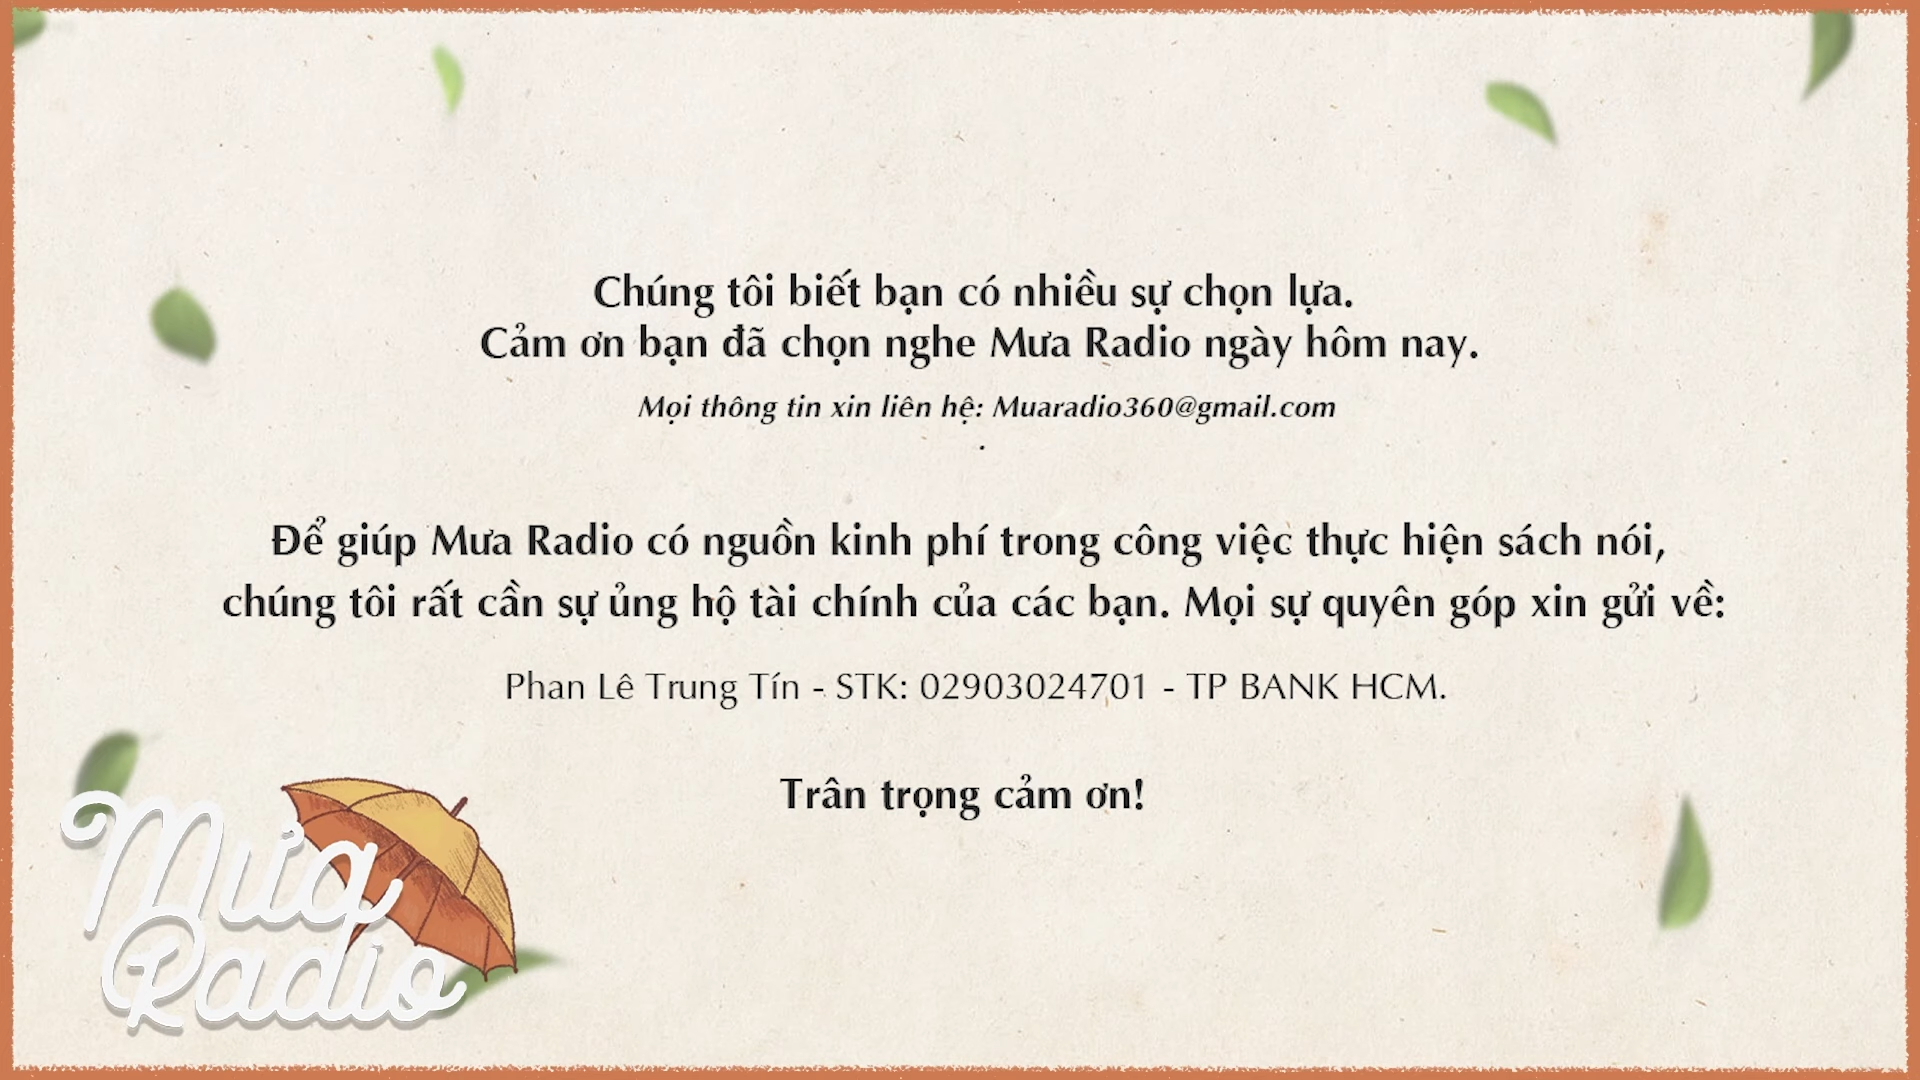 Chúng tôi biết bạn có nhiều sự chọn lựa.
Cảm ơn bạn đã chọn nghe Mưa Radio ngày hôm nay.
Mọi thông tin xin liên hệ: Muaradio360@gmail.com
.
Để giúp Mưa Radio có nguồn kinh phí trong công việc thực hiện sách nói,
chúng tôi rất cần sự ủng hộ tài chính của các bạn. Mọi sự quyên góp xin gửi về:
Phan Lê Trung Tín - STK: 02903024701 - TP BANK HCM.
Trân trọng cảm ơn!
Mưa
Radio